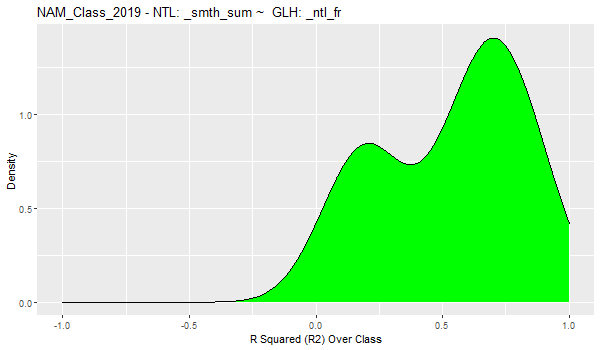 NAM_Class_2019 - NTL: _smth_sum ~  GLH: _ntl_fr
1.0
0.5
0.0
Density
-1.0 -0.5 0.0 0.5 1.0
R Squared (R2) Over Class